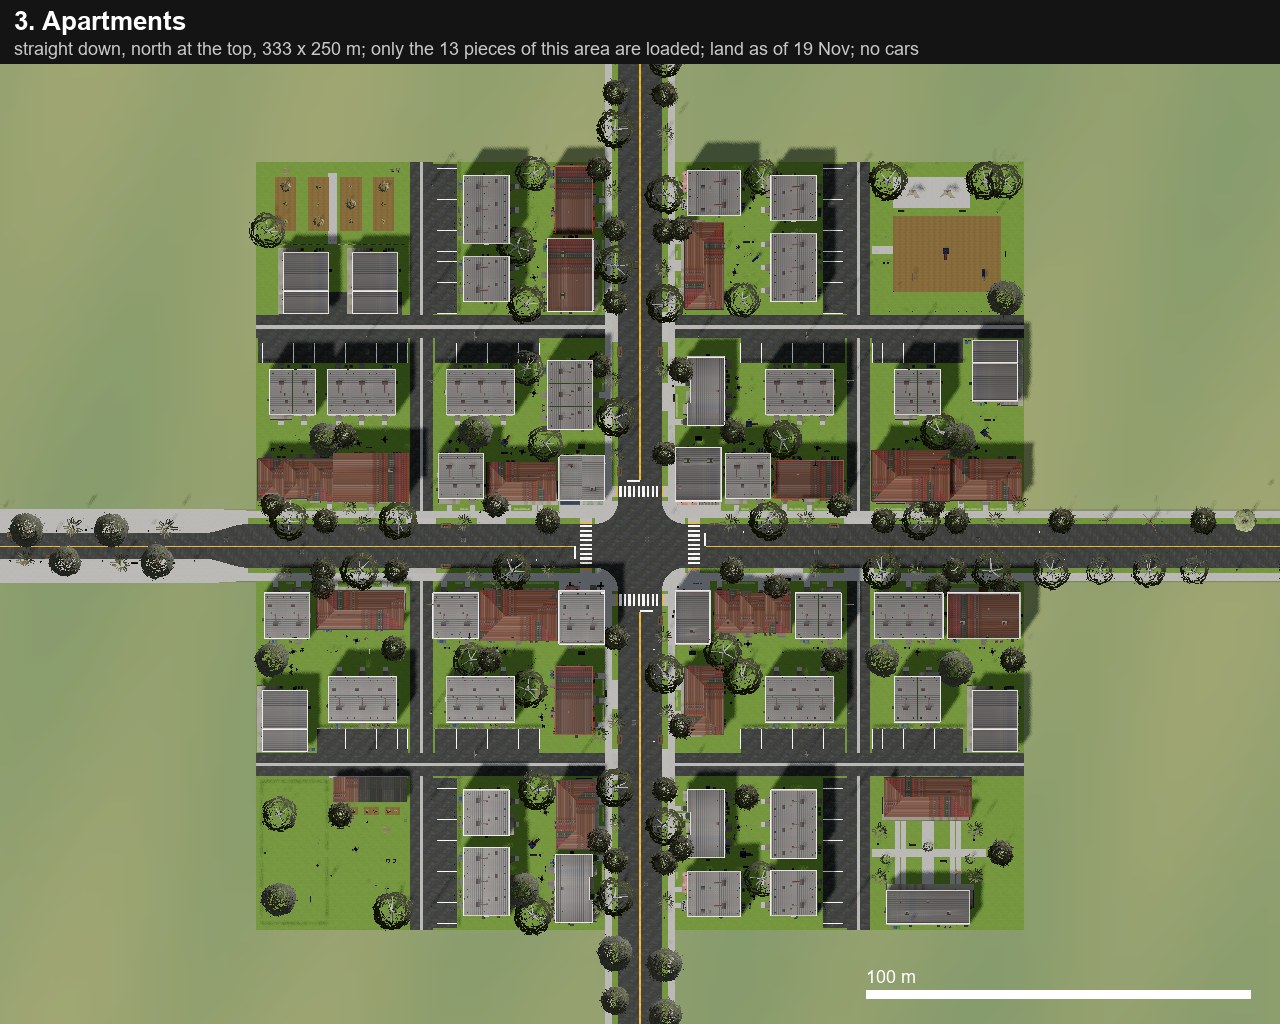 3. Apartments
straight down, north at the top, 333 x 250 m; only the 13 pieces of this area are loaded; land as of 19 Nov; no cars
100 m